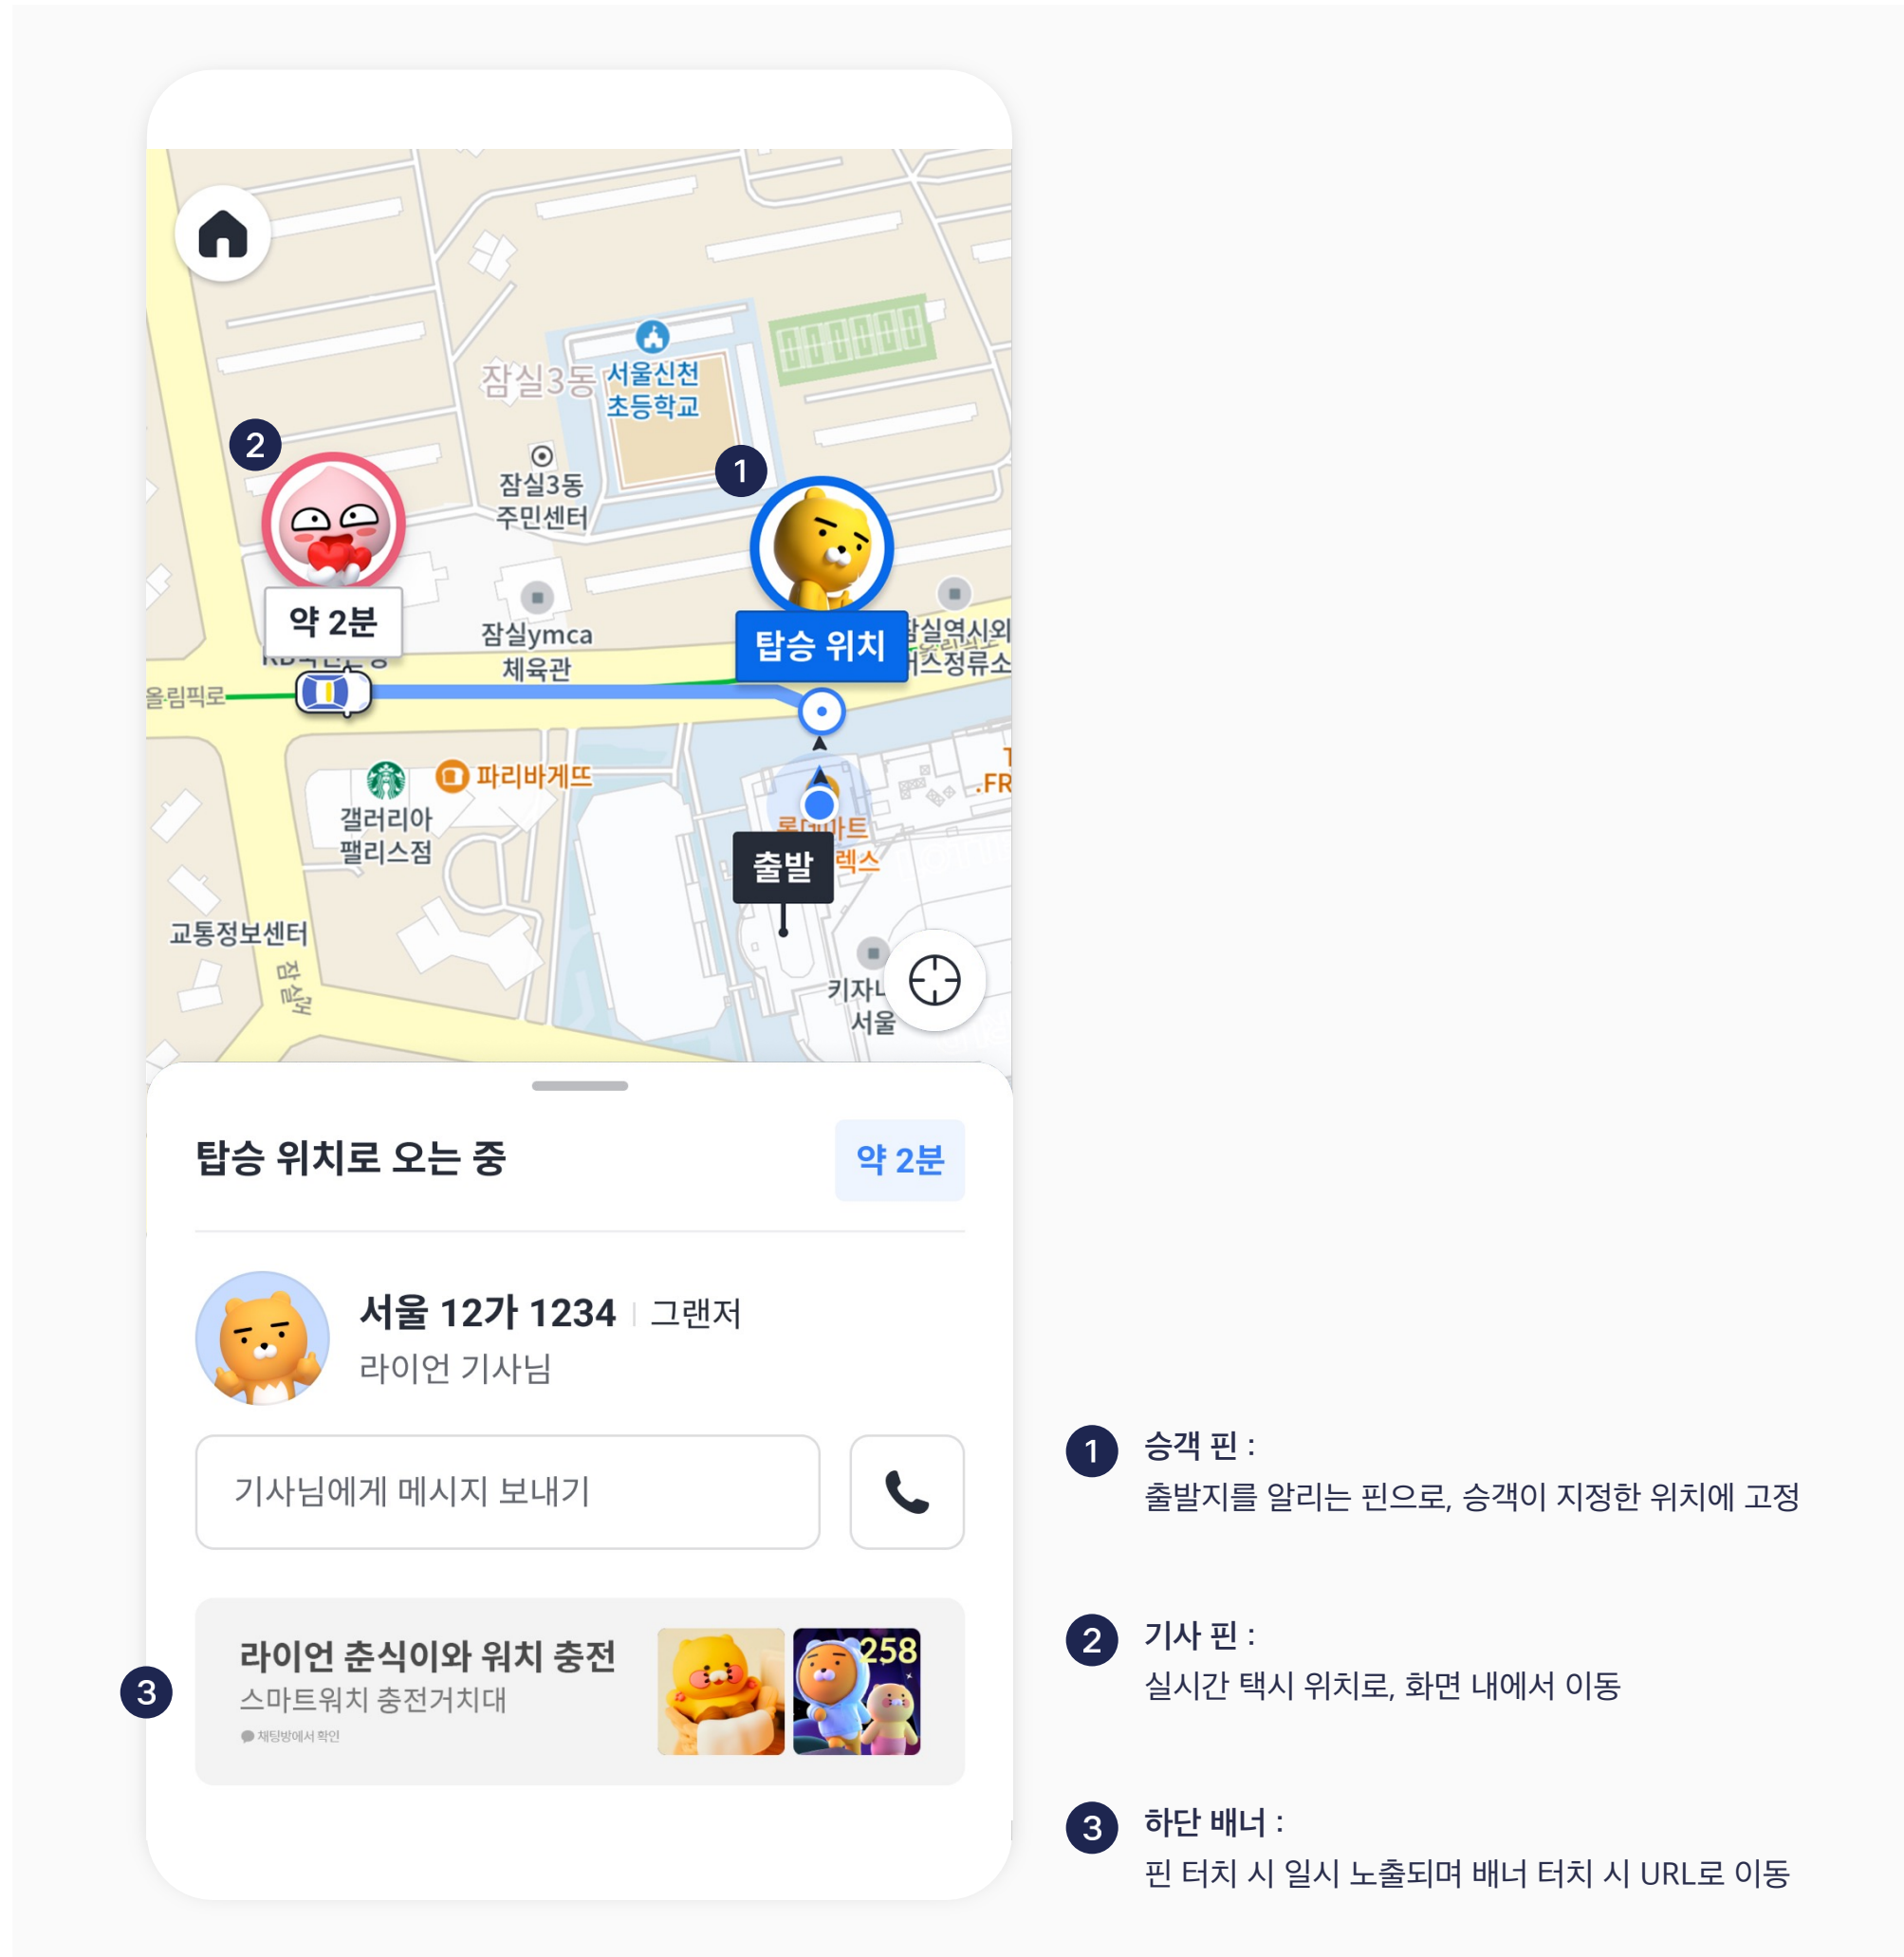 잠실3동
서울신천
초등학교
2
1
잠실3동
주민센터
약 2분
탑승 위치
잠실ymca
체육관
올림픽로
파리바게뜨
갤러리아
팰리스점
.FR
출발
렉스
교통정보센터
키자니
서울
탑승 위치로 오는 중
약 2분
서울 12가 1234
그랜저
라이언 기사님
기사님에게 메시지 보내기
3
라이언 춘식이와 위치 충전
스마트워치 충전거치대
채팅방에서 확인
258
1
승객 핀 :
출발지를 알리는 핀으로, 승객이 지정한 위치에 고정
2
기사 핀 :
실시간 택시 위치로, 화면 내에서 이동
3
하단 배너 :
핀 터치 시 일시 노출되며 배너 터치 시 URL로 이동